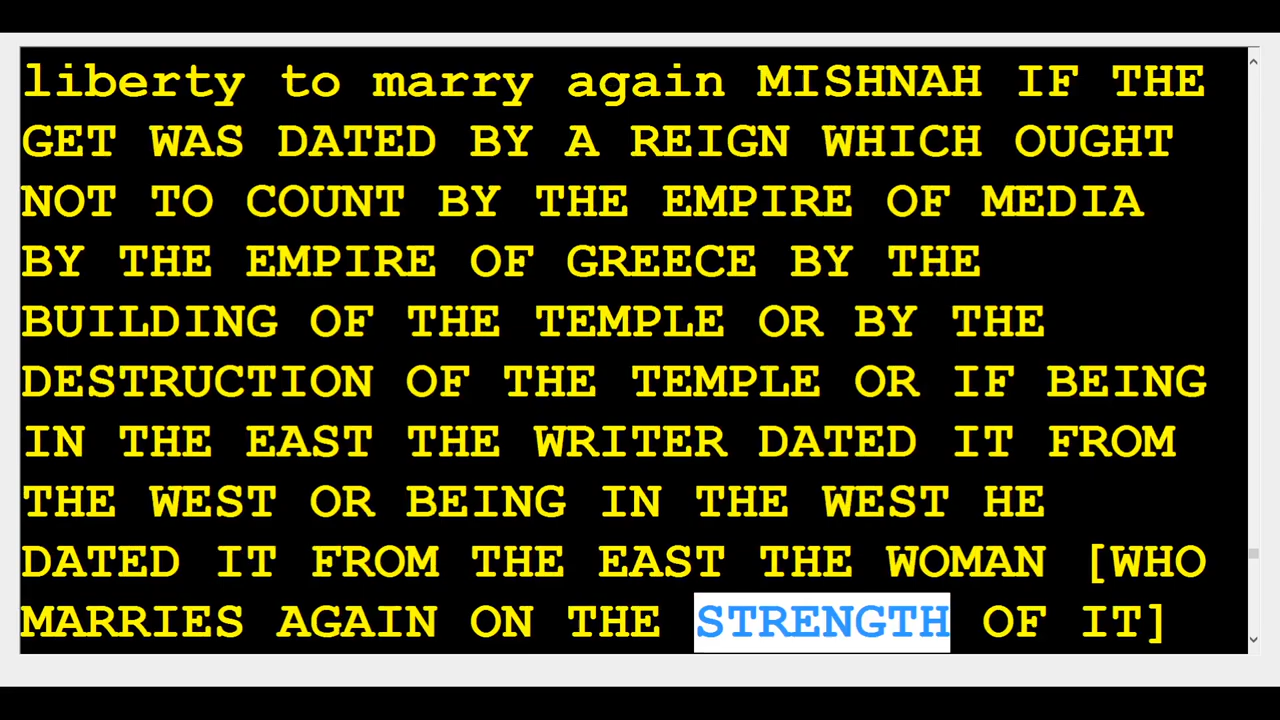 liberty to marry again MISHNAH IF THE
GET WAS DATED BY A REIGN WHICH OUGHT
NOT TO COUNT BY THE EMPIRE OF MEDIA
BY THE EMPIRE OF GREECE BY THE
BUILDING OF THE TEMPLE OR BY THE
DESTRUCTION OF THE TEMPLE OR IF BEING
IN THE EAST THE WRITER DATED IT FROM
THE WEST OR BEING IN THE WEST HE
DATED IT FROM THE EAST THE WOMAN [WHO
MARRIES AGAIN ON THE STRENGTH OF IT]